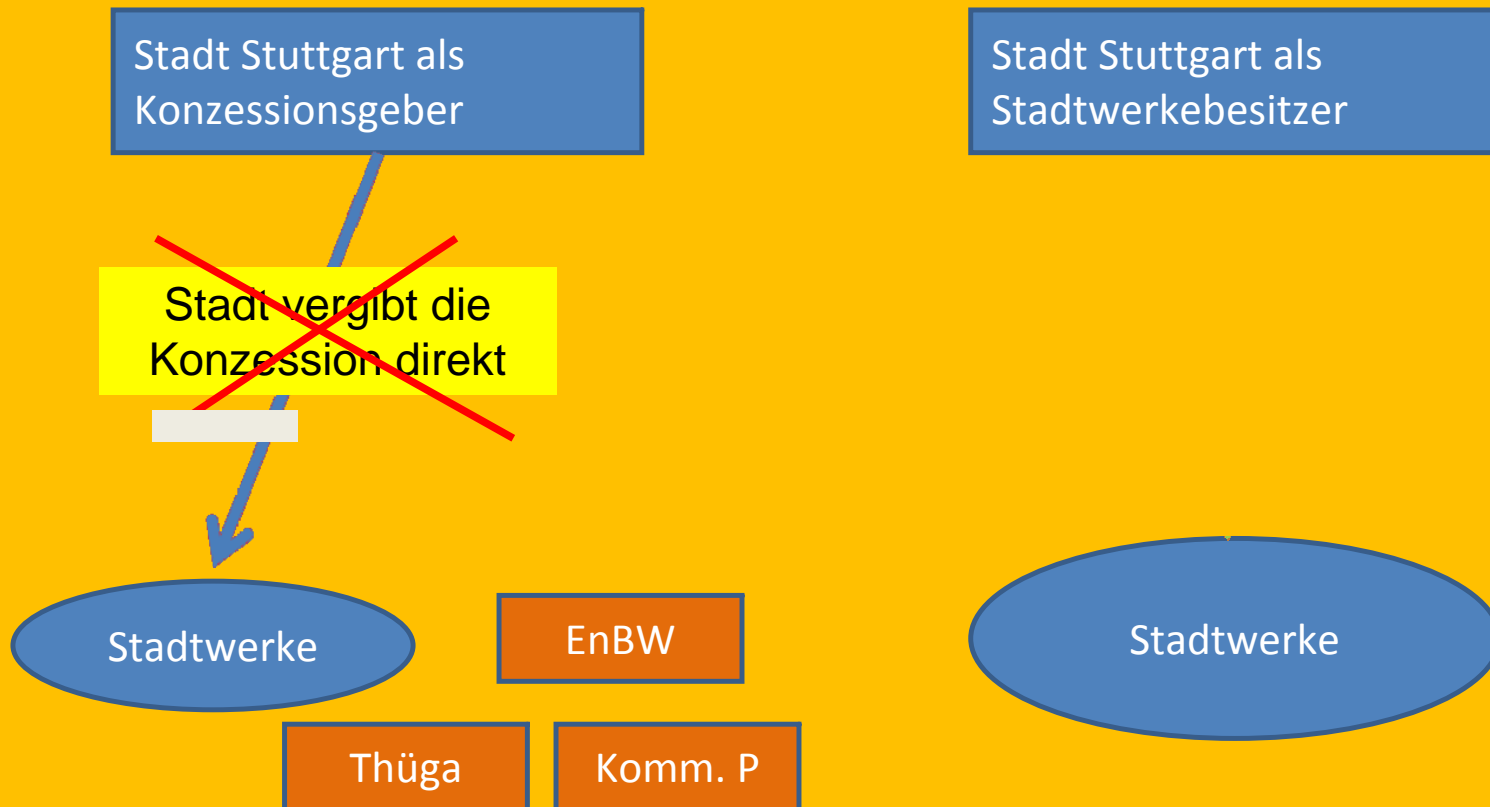 Stadt Stuttgart als
Konzessionsgeber
Stadt Stuttgart als
Stadtwerkebesitzer
Stadt vergibt die
Konzession direkt
Stadtwerke
EnBW
Stadtwerke
Thüga
Komm. P